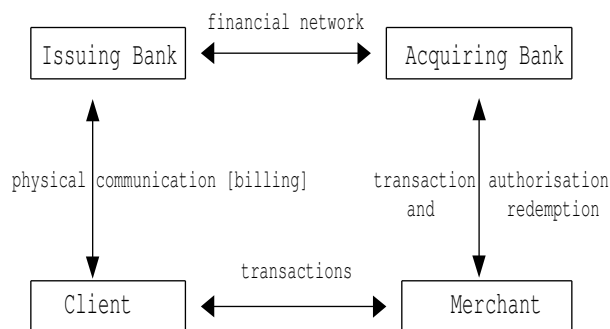 financial network
Issuing Bank
Acquiring Bank
physical communication [billing]
transaction authorisation
and redemption
transactions
Client
Merchant